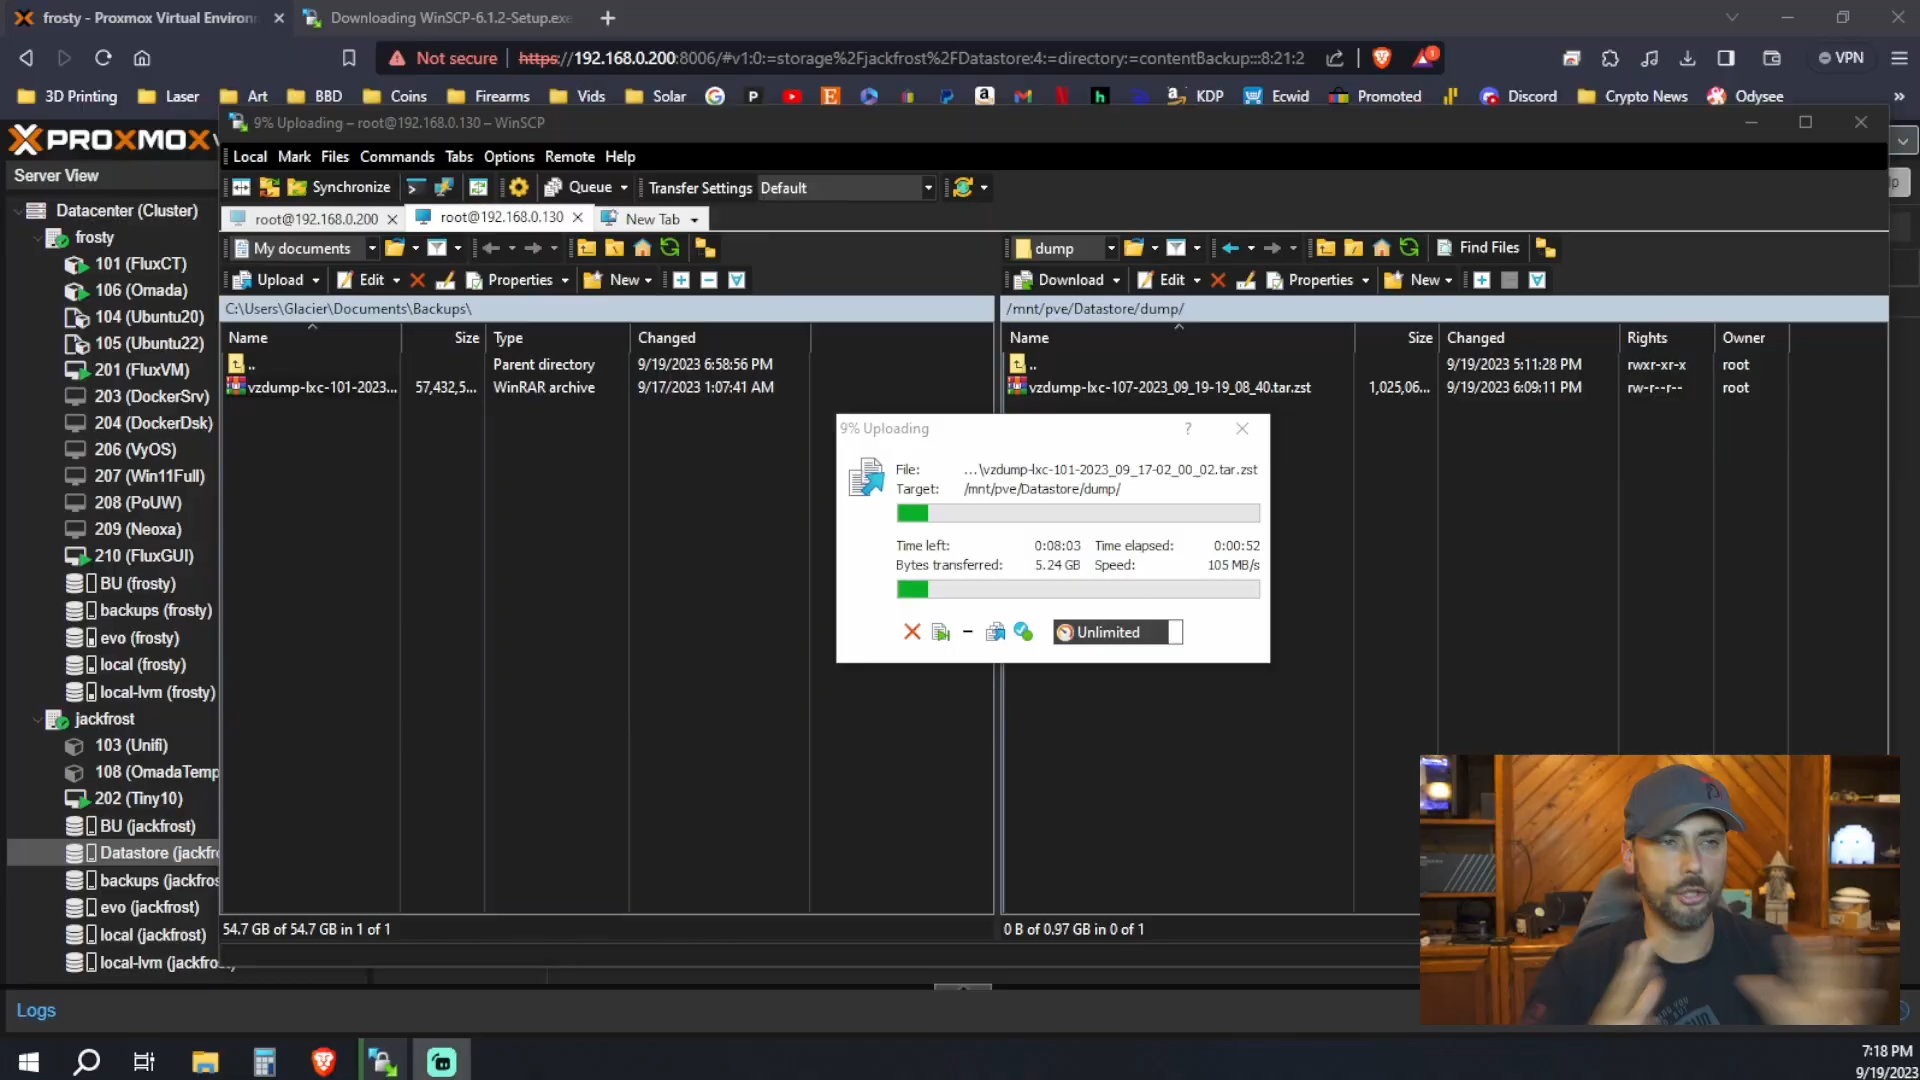 frosty - Proxmox Virtual Environ
Downloading WinSCP-6.1.2-Setup.exe
Not secure
https://192.168.0.200:8006/#v1:0:=storage%2Fjackfrost%2FDatastore:4:=directory:=contentBackup:::8:21:2
1
VPN
3D Printing
Laser
Art
BBD
Coins
Firearms
Vids
Solar
KDP
Ecwid
Promoted
Discord
Crypto News
Odysee
»
PROXMOX
9% Uploading – root@192.168.0.130 – WinSCP
Server View
Local Mark Files Commands Tabs Options Remote Help
Synchronize
Queue
Transfer Settings Default
root@192.168.0.200
root@192.168.0.130
New Tab
My documents
dump
Find Files
Upload
Edit
Properties
New
Download
Edit
Properties
New
C:\Users\Glacier\Documents\Backups\
/mnt/pve/Datastore/dump/
Name Size Type Changed
.. Parent directory 9/19/2023 6:58:56 PM
vzdump-lxc-101-2023... 57,432,5... WinRAR archive 9/17/2023 1:07:41 AM
Name Size Changed Rights Owner
.. 9/19/2023 5:11:28 PM rwxr-xr-x root
vzdump-lxc-107-2023_09_19-19_08_40.tar.zst 1,025,06... 9/19/2023 6:09:11 PM rw-r--r-- root
Datacenter (Cluster)
frosty
101 (FluxCT)
106 (Omada)
104 (Ubuntu20)
105 (Ubuntu22)
201 (FluxVM)
203 (DockerSrv)
204 (DockerDsk)
206 (VyOS)
207 (Win11Full)
208 (PoUW)
209 (Neoxa)
210 (FluxGUI)
BU (frosty)
backups (frosty)
evo (frosty)
local (frosty)
local-lvm (frosty)
jackfrost
103 (Unifi)
108 (OmadaTemp
202 (Tiny10)
BU (jackfrost)
Datastore (jackfr
backups (jackfros
evo (jackfrost)
local (jackfrost)
local-lvm (jackfro
9% Uploading
?
File: ...\vzdump-lxc-101-2023_09_17-02_00_02.tar.zst
Target: /mnt/pve/Datastore/dump/
Time left: 0:08:03 Time elapsed: 0:00:52
Bytes transferred: 5.24 GB Speed: 105 MB/s
Unlimited
54.7 GB of 54.7 GB in 1 of 1
0 B of 0.97 GB in 0 of 1
Logs
7:18 PM
9/19/2023